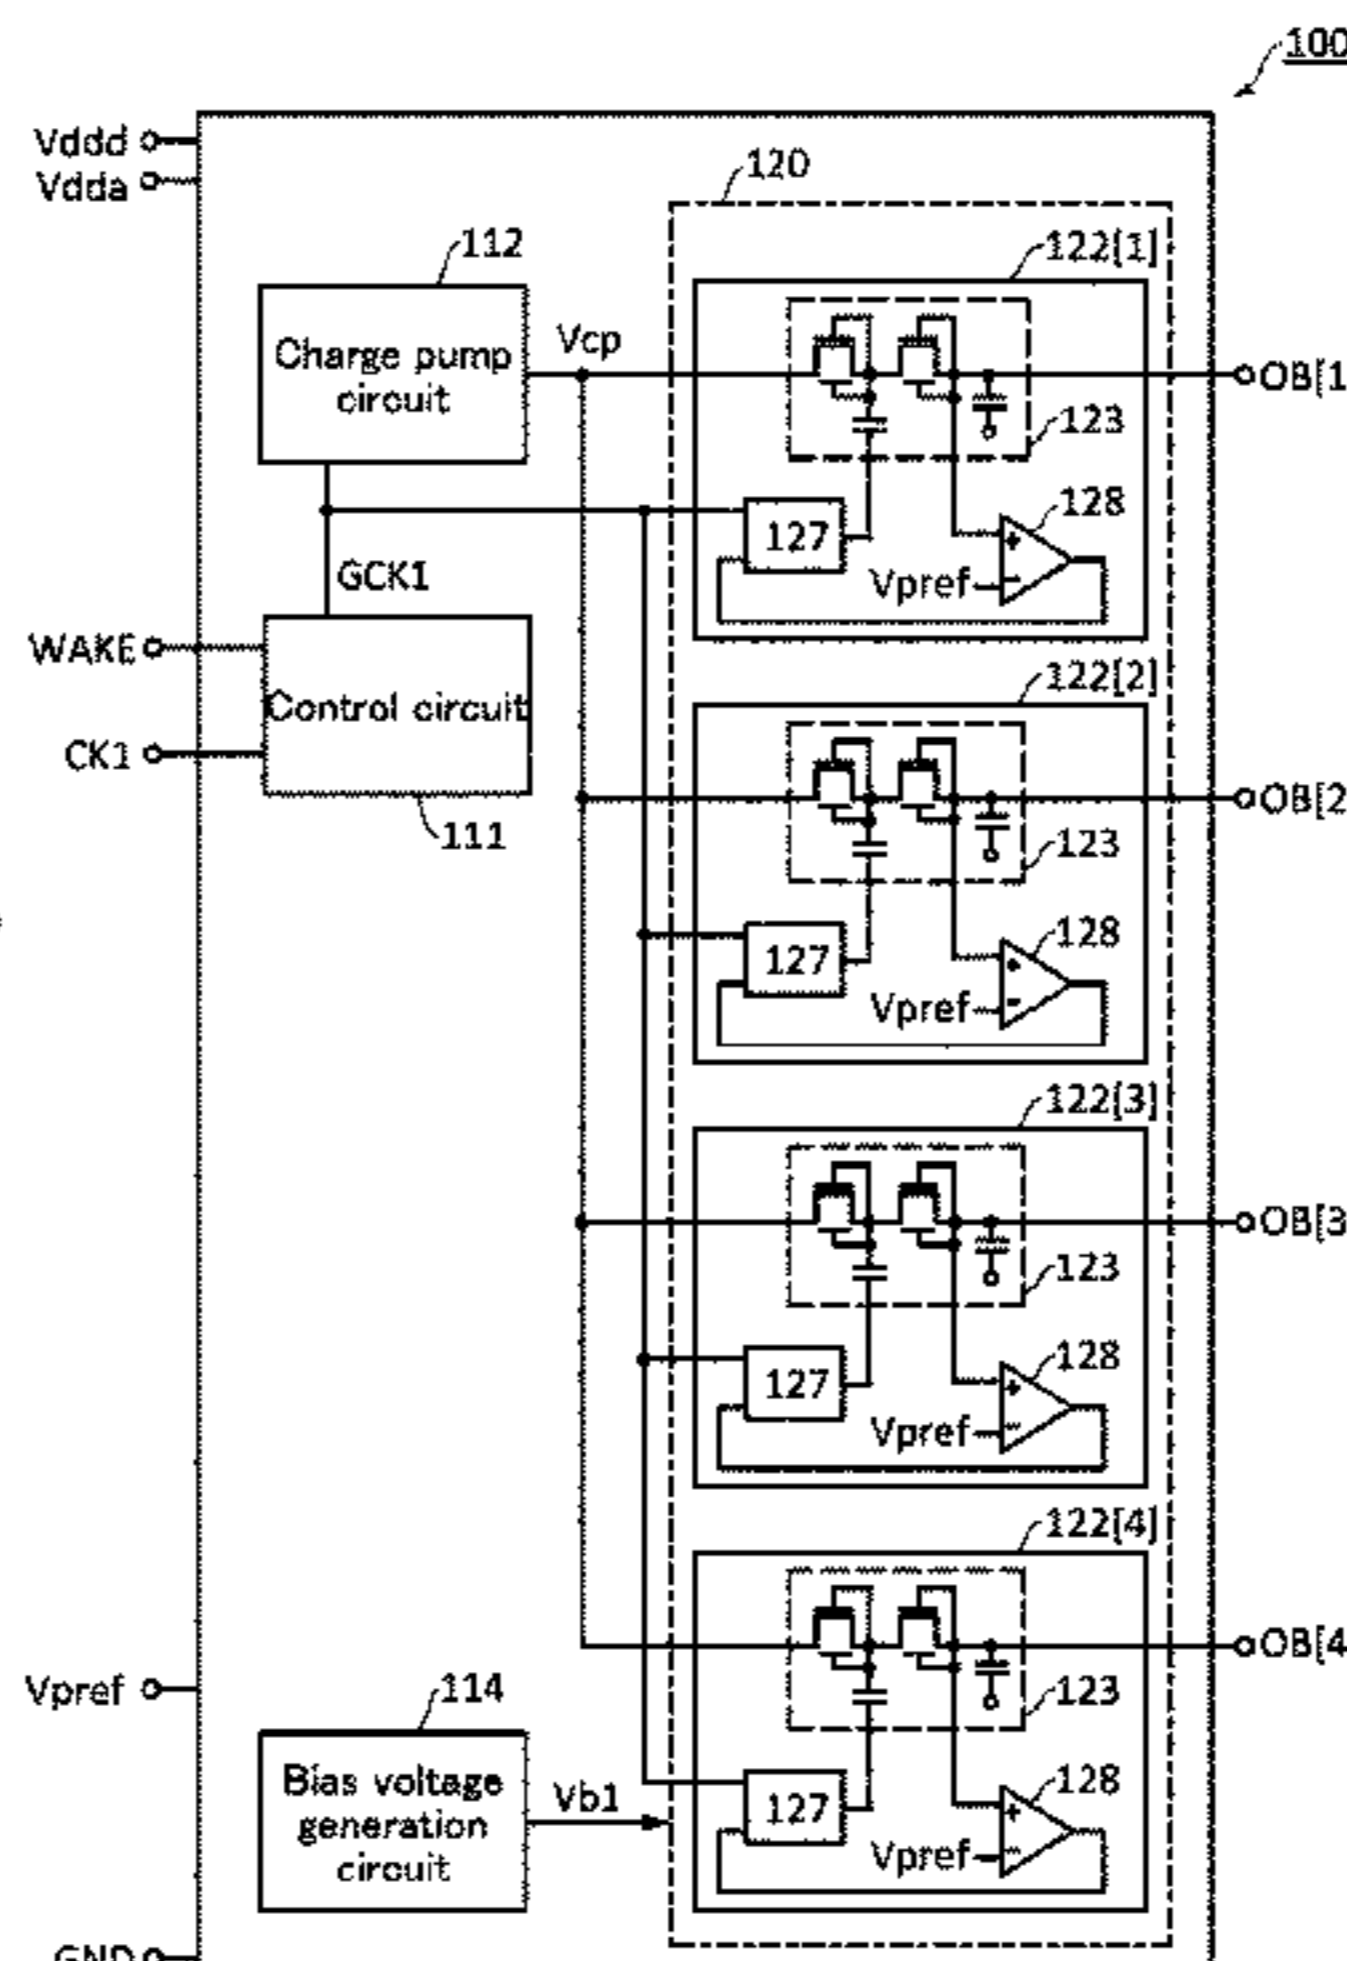 100
Vddd
Vdda
120
112
122[1]
Charge pump
circuit
Vcp
OB[1
123
128
127
Vpref
+
-
GCK1
WAKE
Control circuit
CK1
111
122[2]
OB[2
123
128
127
Vpref
+
-
122[3]
OB[3
123
128
127
Vpref
+
-
122[4]
OB[4
123
Vpref
114
Bias voltage
generation
circuit
Vb1
128
127
Vpref
+
-
GND